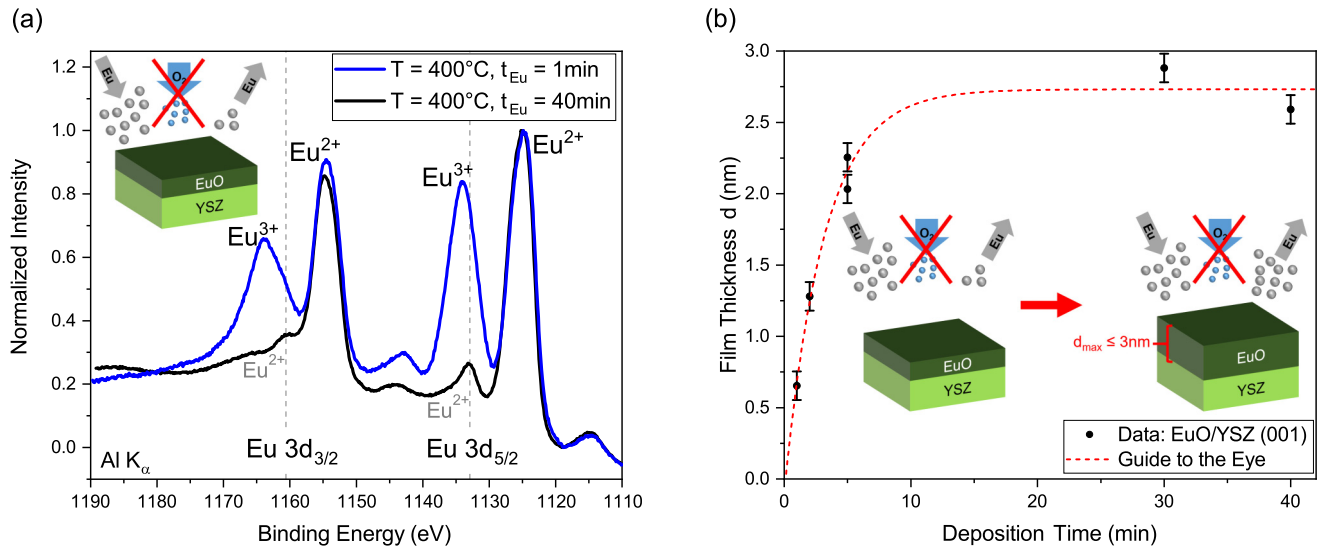 (a)
1.2
1.0
0.8
0.6
0.4
0.2
0.0
Normalized Intensity
T = 400°C, t_Eu = 1min
T = 400°C, t_Eu = 40min
Eu
O₂
Eu
EuO
YSZ
Eu³⁺
Eu²⁺
Eu³⁺
Eu²⁺
Eu²⁺
Eu²⁺
Al K_α
Eu 3d₃/₂
Eu 3d₅/₂
1190
1180
1170
1160
1150
1140
1130
1120
1110
Binding Energy (eV)
(b)
3.0
2.5
2.0
1.5
1.0
0.5
0.0
Film Thickness d (nm)
Eu
O₂
Eu
EuO
YSZ
Eu
O₂
Eu
d_max ≤ 3nm
EuO
YSZ
Data: EuO/YSZ (001)
Guide to the Eye
0
10
20
30
40
Deposition Time (min)